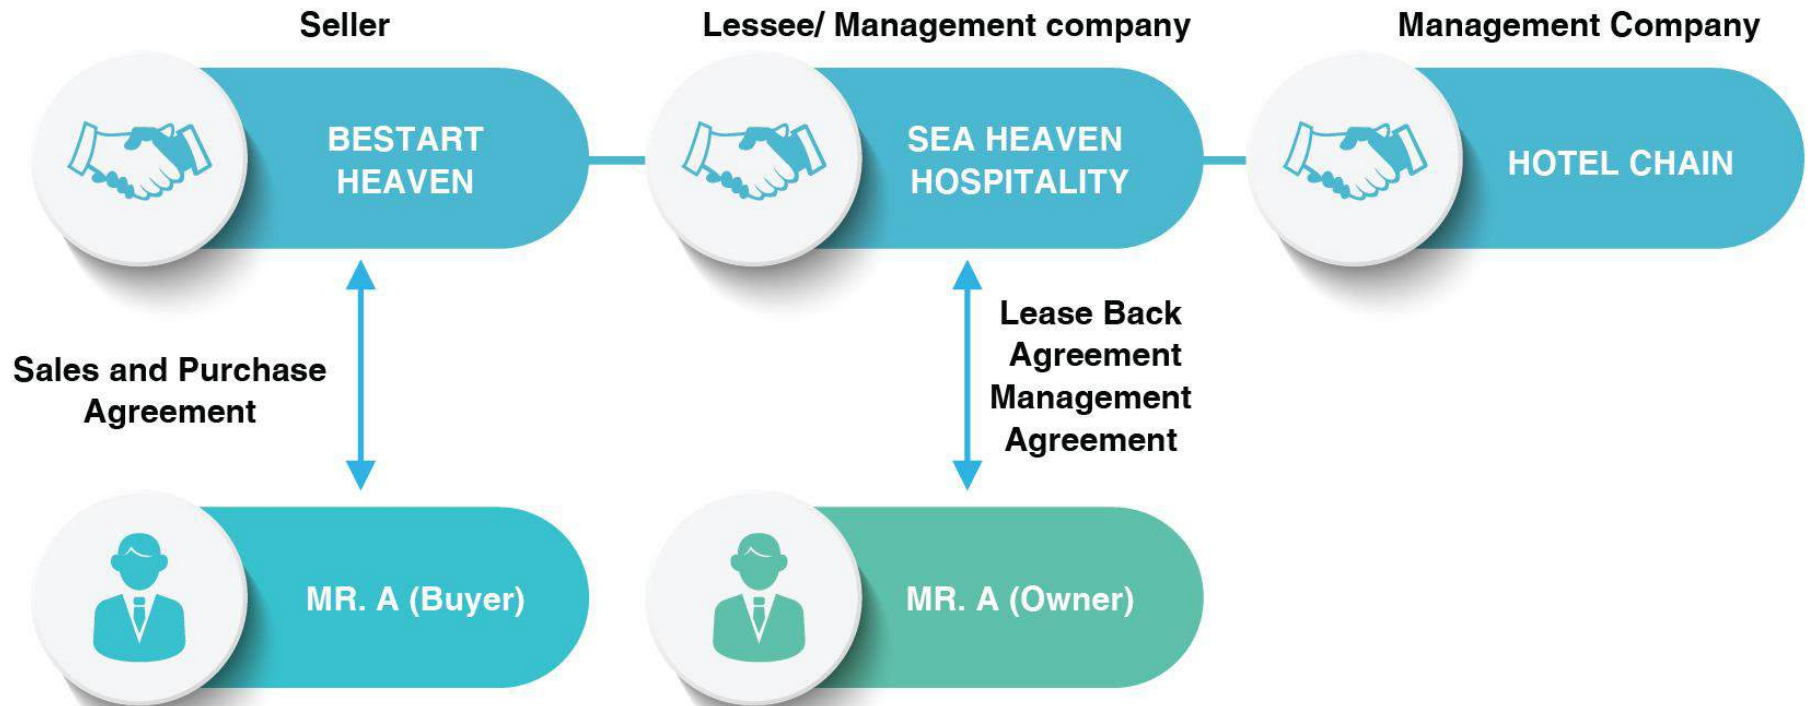 Seller
Lessee/ Management company
Management Company
BESTART
HEAVEN
SEA HEAVEN
HOSPITALITY
HOTEL CHAIN
Sales and Purchase
Agreement
Lease Back
Agreement
Management
Agreement
MR. A (Buyer)
MR. A (Owner)